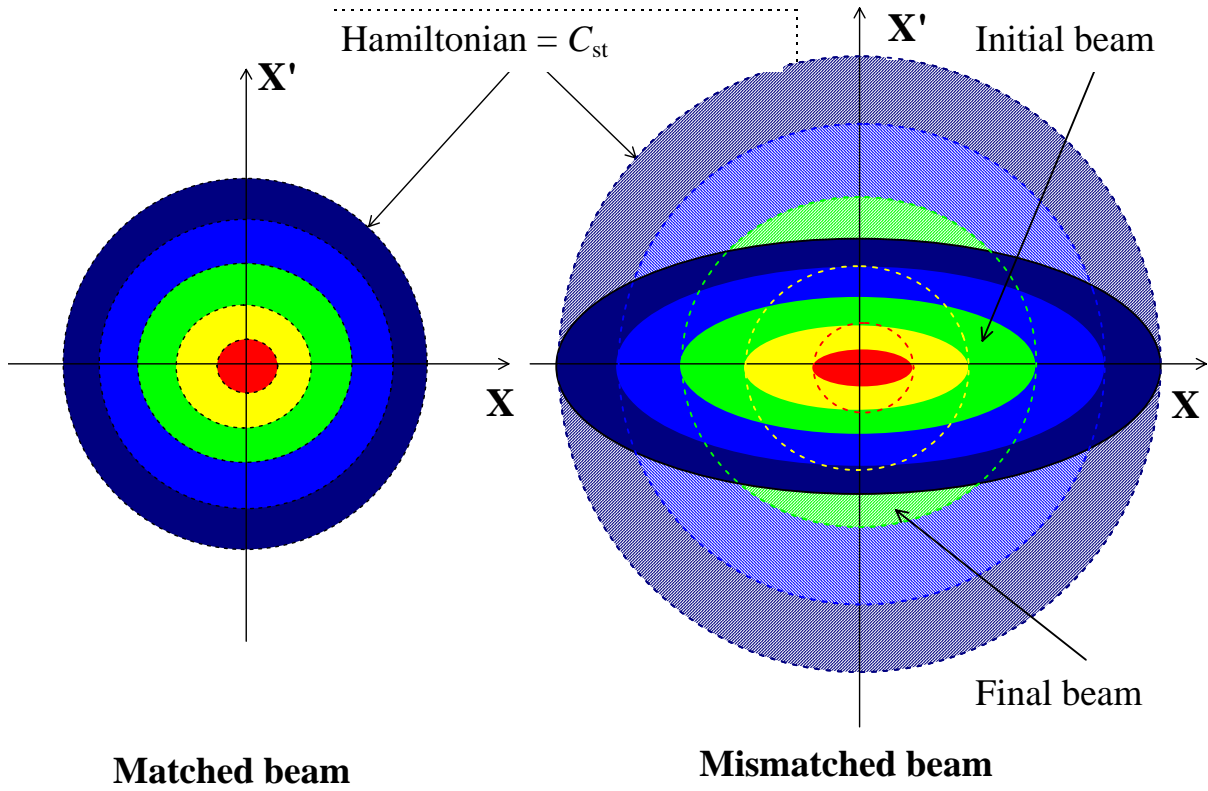 Hamiltonian = Cst
X'
Initial beam
X'
X
X
Final beam
Matched beam
Mismatched beam